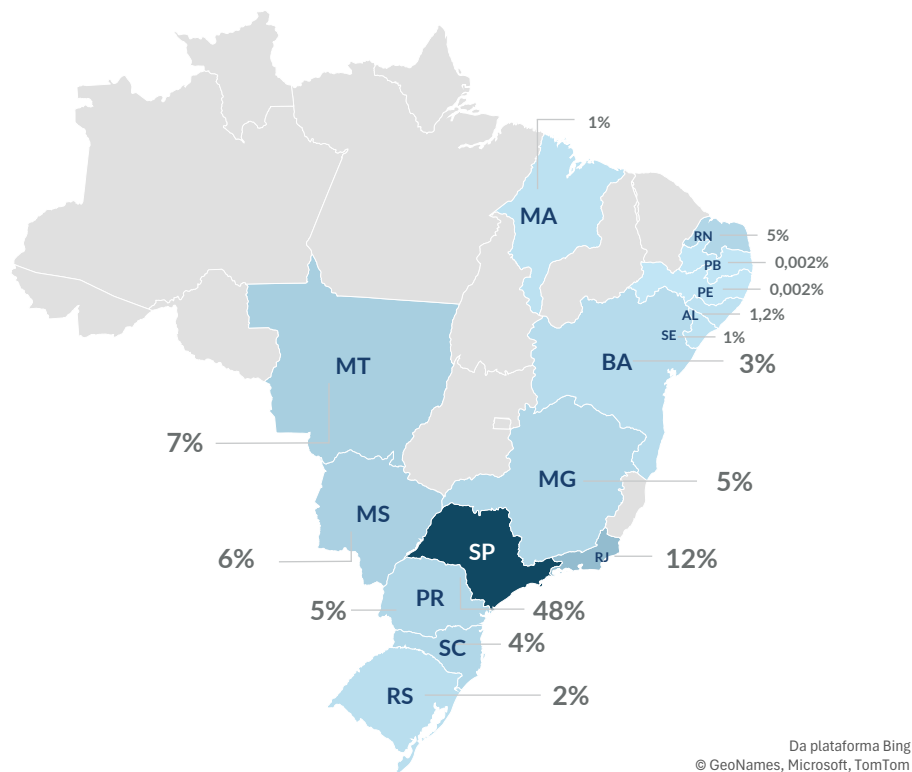 1%
MA
RN 5%
PB 0,002%
PE 0,002%
AL 1,2%
SE 1%
BA 3%
MT
7%
MG 5%
MS
SP
RJ 12%
6%
PR
5% 48%
SC 4%
RS 2%
Da plataforma Bing
© GeoNames, Microsoft, TomTom